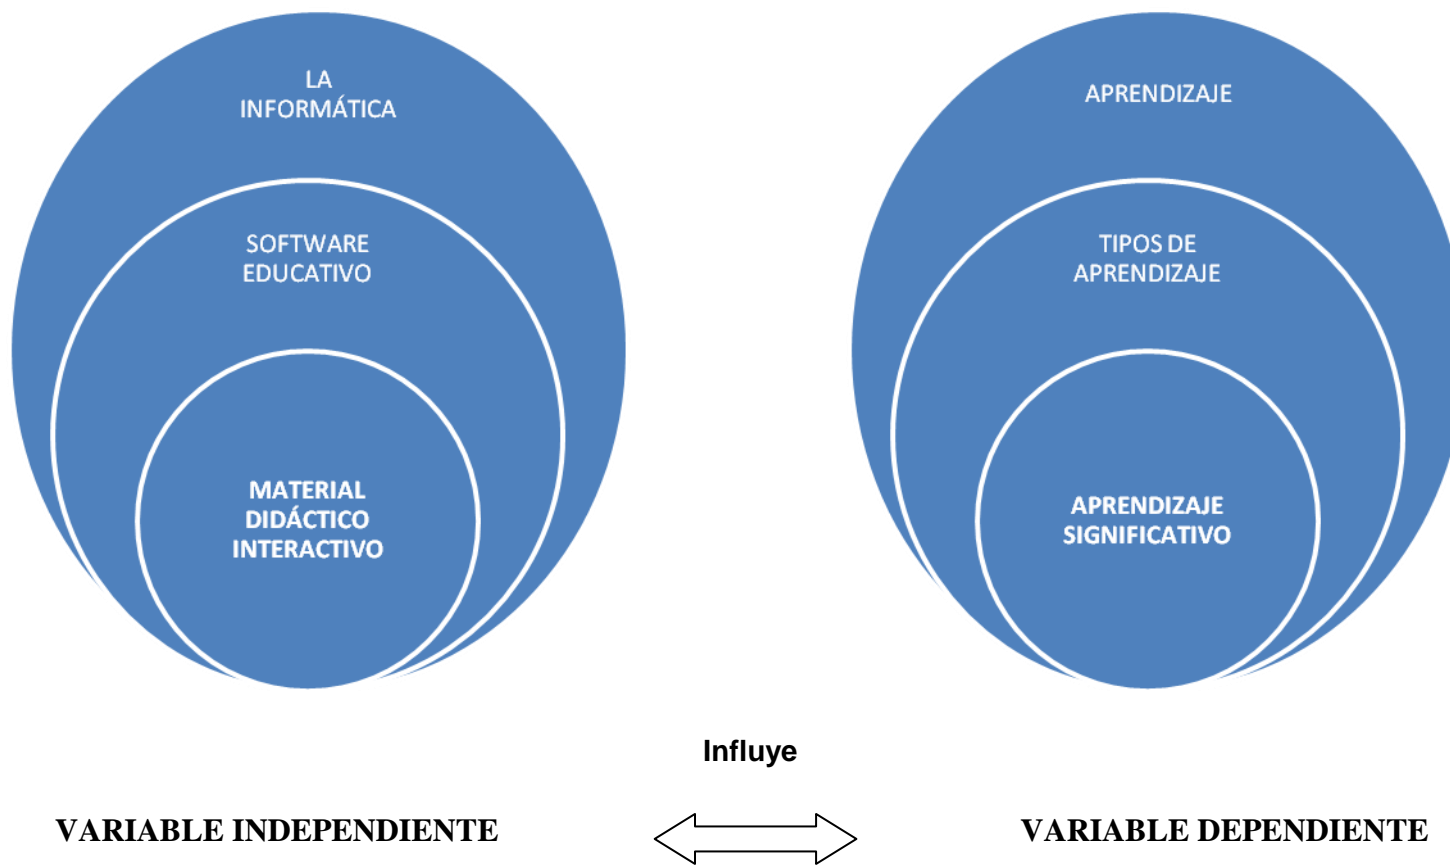 LA
INFORMÁTICA
SOFTWARE
EDUCATIVO
MATERIAL
DIDÁCTICO
INTERACTIVO
APRENDIZAJE
TIPOS DE
APRENDIZAJE
APRENDIZAJE
SIGNIFICATIVO
Influye
VARIABLE INDEPENDIENTE
VARIABLE DEPENDIENTE